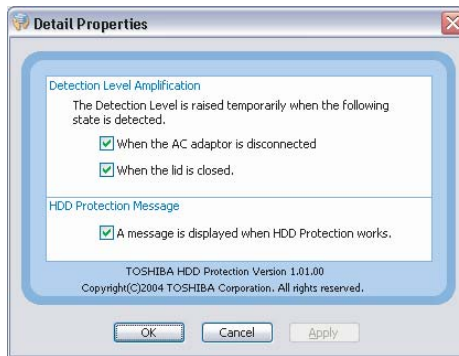 Detail Properties
Detection Level Amplification
The Detection Level is raised temporarily when the following
state is detected.
When the AC adaptor is disconnected
When the lid is closed.
HDD Protection Message
A message is displayed when HDD Protection works.
TOSHIBA HDD Protection Version 1.01.00
Copyright(C)2004 TOSHIBA Corporation. All rights reserved.
OK Cancel Apply